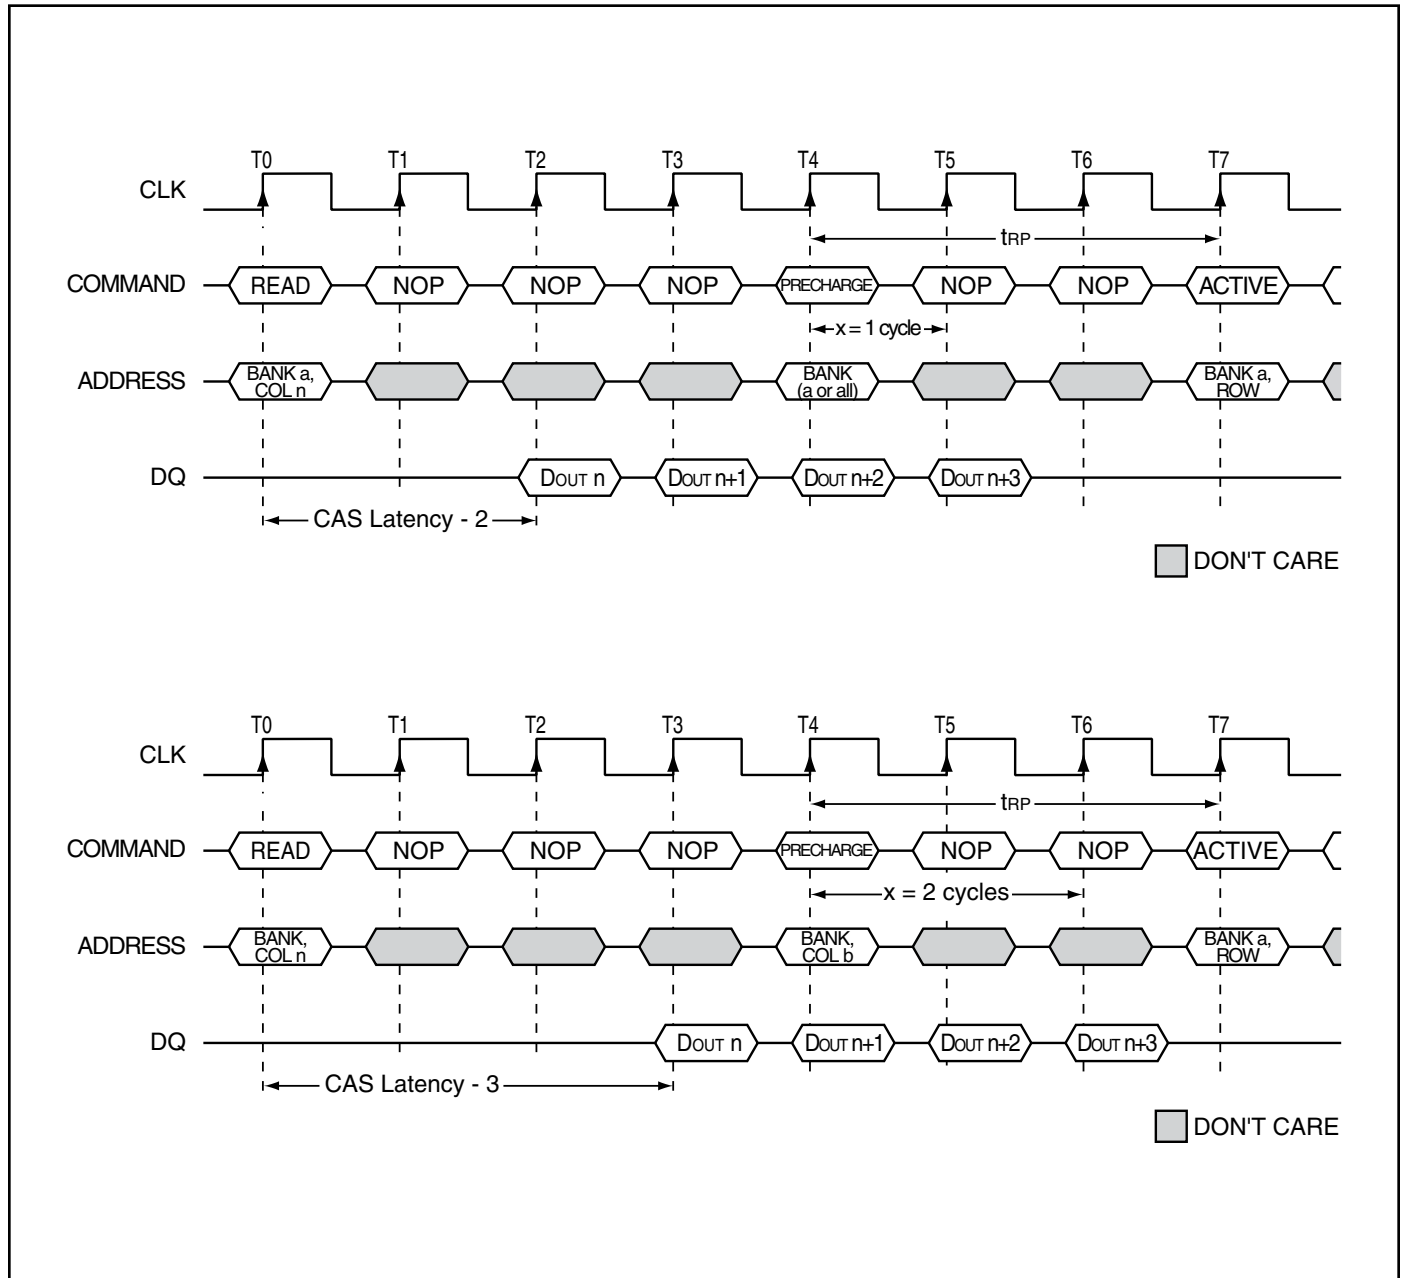 T0 T1 T2 T3 T4 T5 T6 T7
CLK
tRP
COMMAND READ NOP NOP NOP PRECHARGE NOP NOP ACTIVE
x = 1 cycle
ADDRESS BANK a, COL n BANK (a or all) BANK a, ROW
DQ DOUT n DOUT n+1 DOUT n+2 DOUT n+3
CAS Latency - 2
DON'T CARE
T0 T1 T2 T3 T4 T5 T6 T7
CLK
tRP
COMMAND READ NOP NOP NOP PRECHARGE NOP NOP ACTIVE
x = 2 cycles
ADDRESS BANK, COL n BANK, COL b BANK a, ROW
DQ DOUT n DOUT n+1 DOUT n+2 DOUT n+3
CAS Latency - 3
DON'T CARE